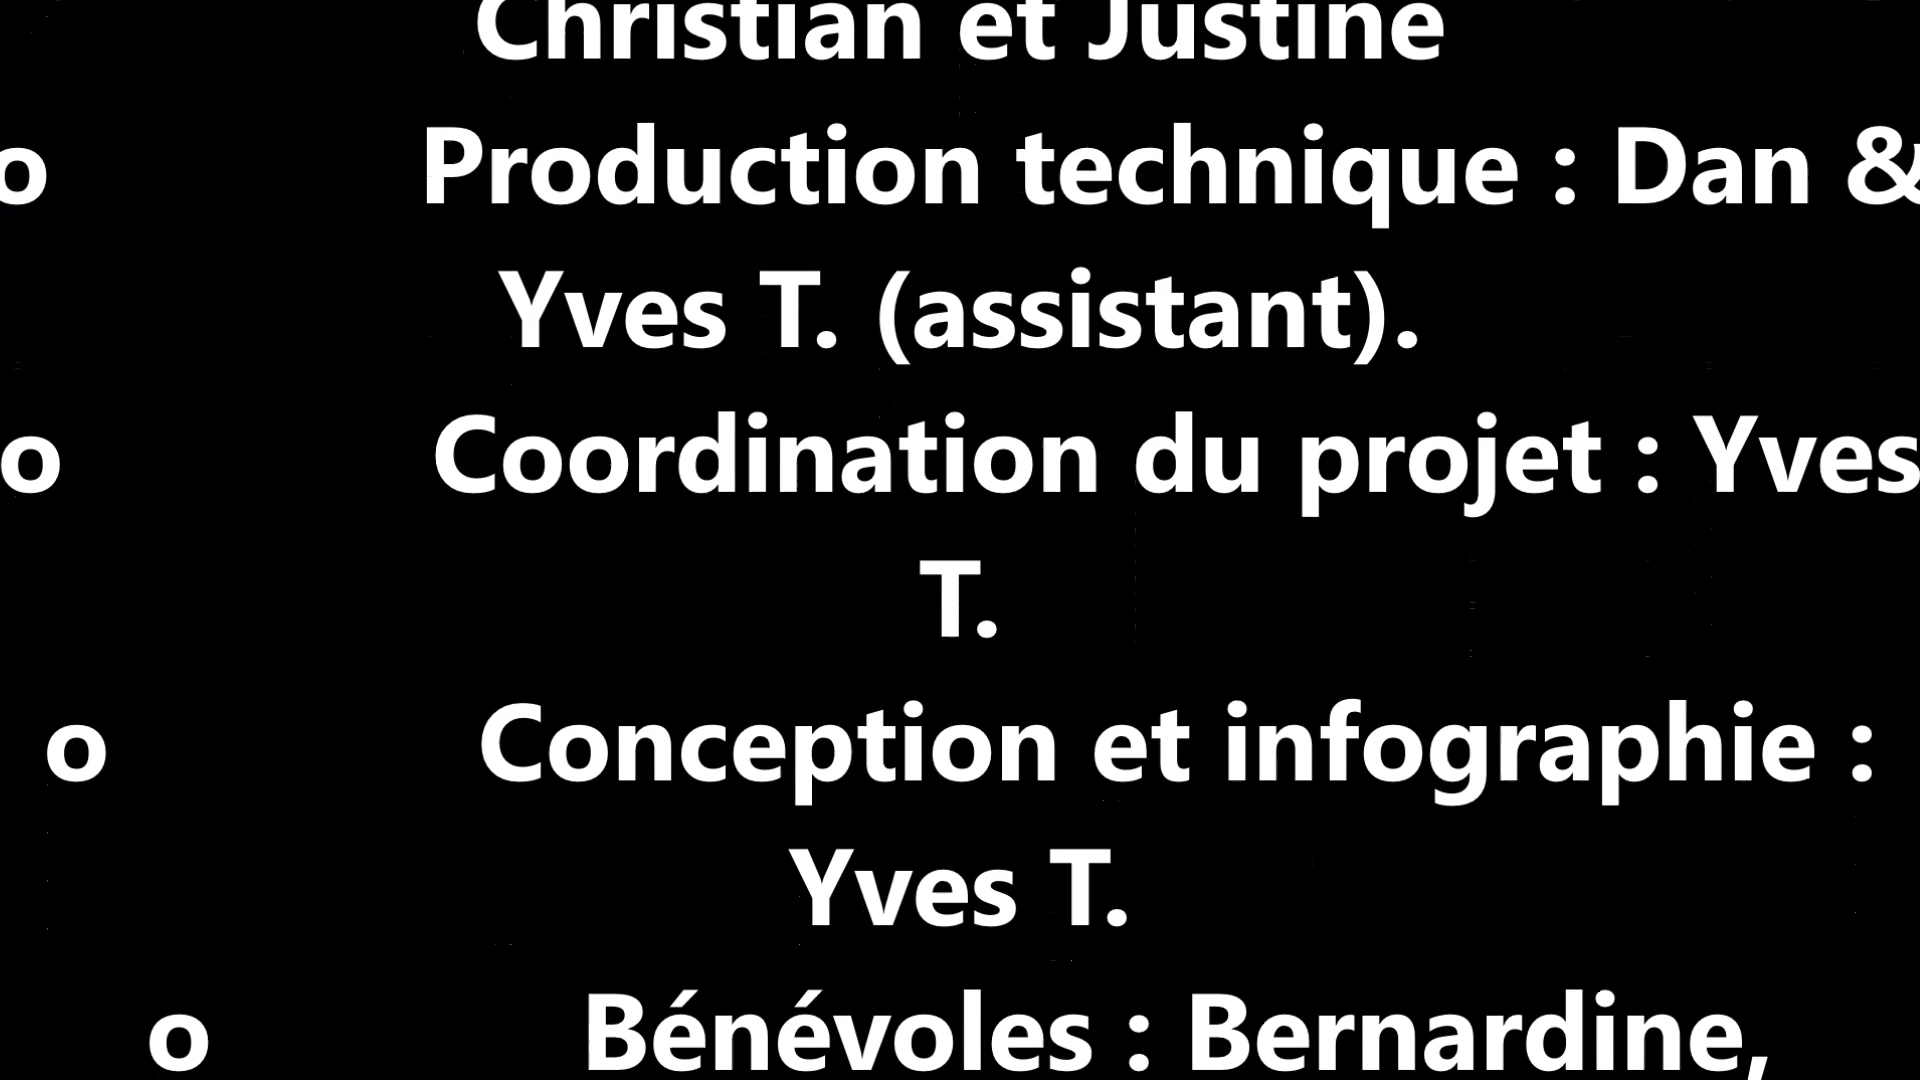 Christian et Justine
o Production technique : Dan &
Yves T. (assistant).
o Coordination du projet : Yves
T.
o Conception et infographie :
Yves T.
o Bénévoles : Bernardine,